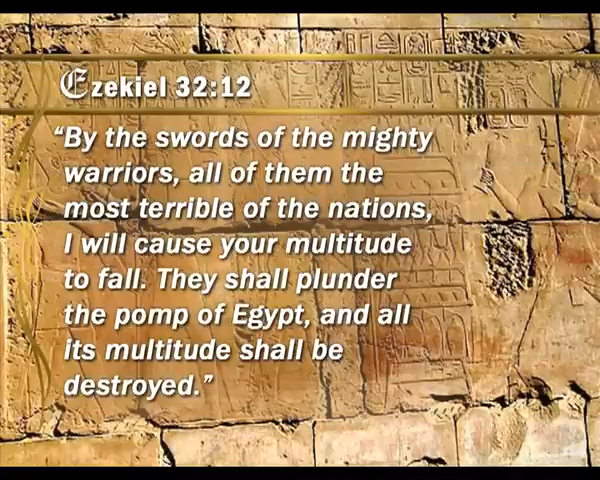 Ezekiel 32:12
“By the swords of the mighty
warriors, all of them the
most terrible of the nations,
I will cause your multitude
to fall. They shall plunder
the pomp of Egypt, and all
its multitude shall be
destroyed.”